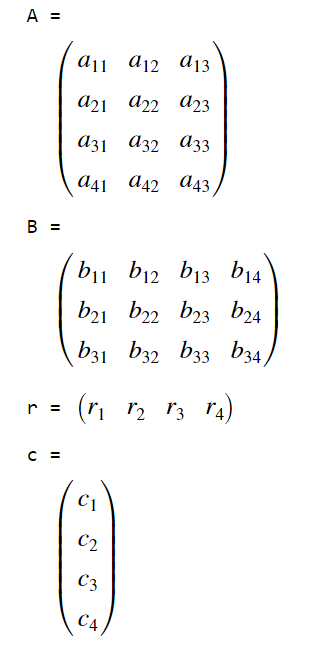 A =
a₁₁ a₁₂ a₁₃
a₂₁ a₂₂ a₂₃
a₃₁ a₃₂ a₃₃
a₄₁ a₄₂ a₄₃
B =
b₁₁ b₁₂ b₁₃ b₁₄
b₂₁ b₂₂ b₂₃ b₂₄
b₃₁ b₃₂ b₃₃ b₃₄
r = (r₁ r₂ r₃ r₄)
c =
c₁
c₂
c₃
c₄